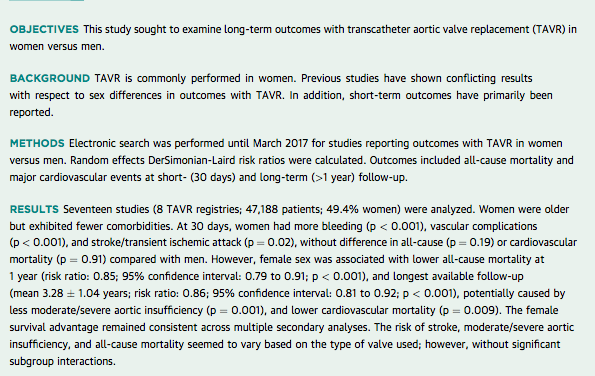 OBJECTIVES This study sought to examine long-term outcomes with transcatheter aortic valve replacement (TAVR) in
women versus men.
BACKGROUND TAVR is commonly performed in women. Previous studies have shown conflicting results
with respect to sex differences in outcomes with TAVR. In addition, short-term outcomes have primarily been
reported.
METHODS Electronic search was performed until March 2017 for studies reporting outcomes with TAVR in women
versus men. Random effects DerSimonian-Laird risk ratios were calculated. Outcomes included all-cause mortality and
major cardiovascular events at short- (30 days) and long-term (>1 year) follow-up.
RESULTS Seventeen studies (8 TAVR registries; 47,188 patients; 49.4% women) were analyzed. Women were older
but exhibited fewer comorbidities. At 30 days, women had more bleeding (p < 0.001), vascular complications
(p < 0.001), and stroke/transient ischemic attack (p = 0.02), without difference in all-cause (p = 0.19) or cardiovascular
mortality (p = 0.91) compared with men. However, female sex was associated with lower all-cause mortality at
1 year (risk ratio: 0.85; 95% confidence interval: 0.79 to 0.91; p < 0.001), and longest available follow-up
(mean 3.28 ± 1.04 years; risk ratio: 0.86; 95% confidence interval: 0.81 to 0.92; p < 0.001), potentially caused by
less moderate/severe aortic insufficiency (p = 0.001), and lower cardiovascular mortality (p = 0.009). The female
survival advantage remained consistent across multiple secondary analyses. The risk of stroke, moderate/severe aortic
insufficiency, and all-cause mortality seemed to vary based on the type of valve used; however, without significant
subgroup interactions.